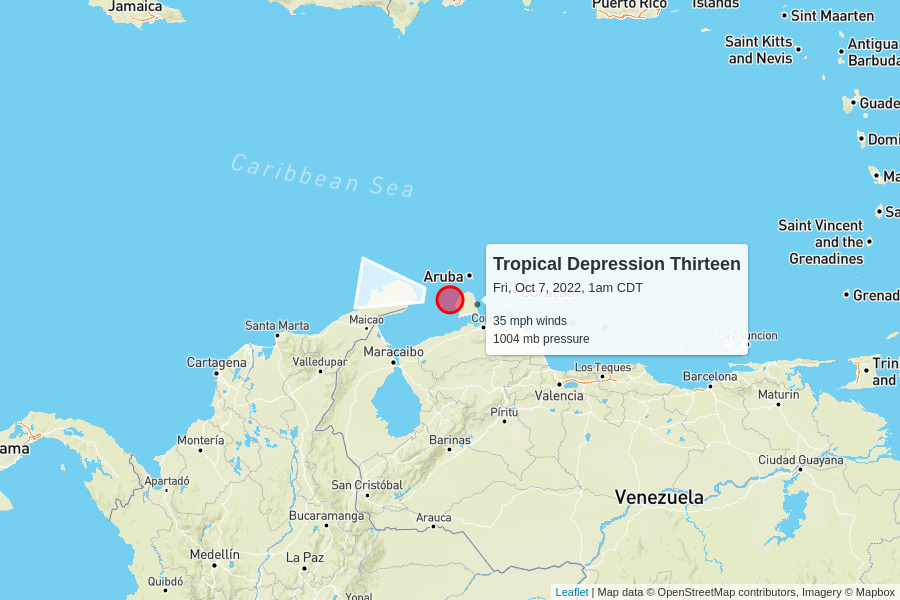 Jamaica
Puerto Rico
Islands
Sint Maarten
Saint Kitts
and Nevis
Antigua
Barbuda
Guade
Domi
Caribbean Sea
Ma
Sa
Saint Vincent
and the
Grenadines
Grenad
Aruba
Tropical Depression Thirteen
Fri, Oct 7, 2022, 1am CDT
Curaçao
35 mph winds
1004 mb pressure
La Asuncion
Co
Maicao
Santa Marta
Maracaibo
Cartagena
Valledupar
Los Teques
Barcelona
Trin
and
Valencia
Maturin
Píritu
Montería
Barinas
ama
Ciudad Guayana
Apartadó
San Cristóbal
Venezuela
Bucaramanga
Arauca
Medellín
La Paz
Quibdó
Yopal
Leaflet | Map data © OpenStreetMap contributors, Imagery © Mapbox